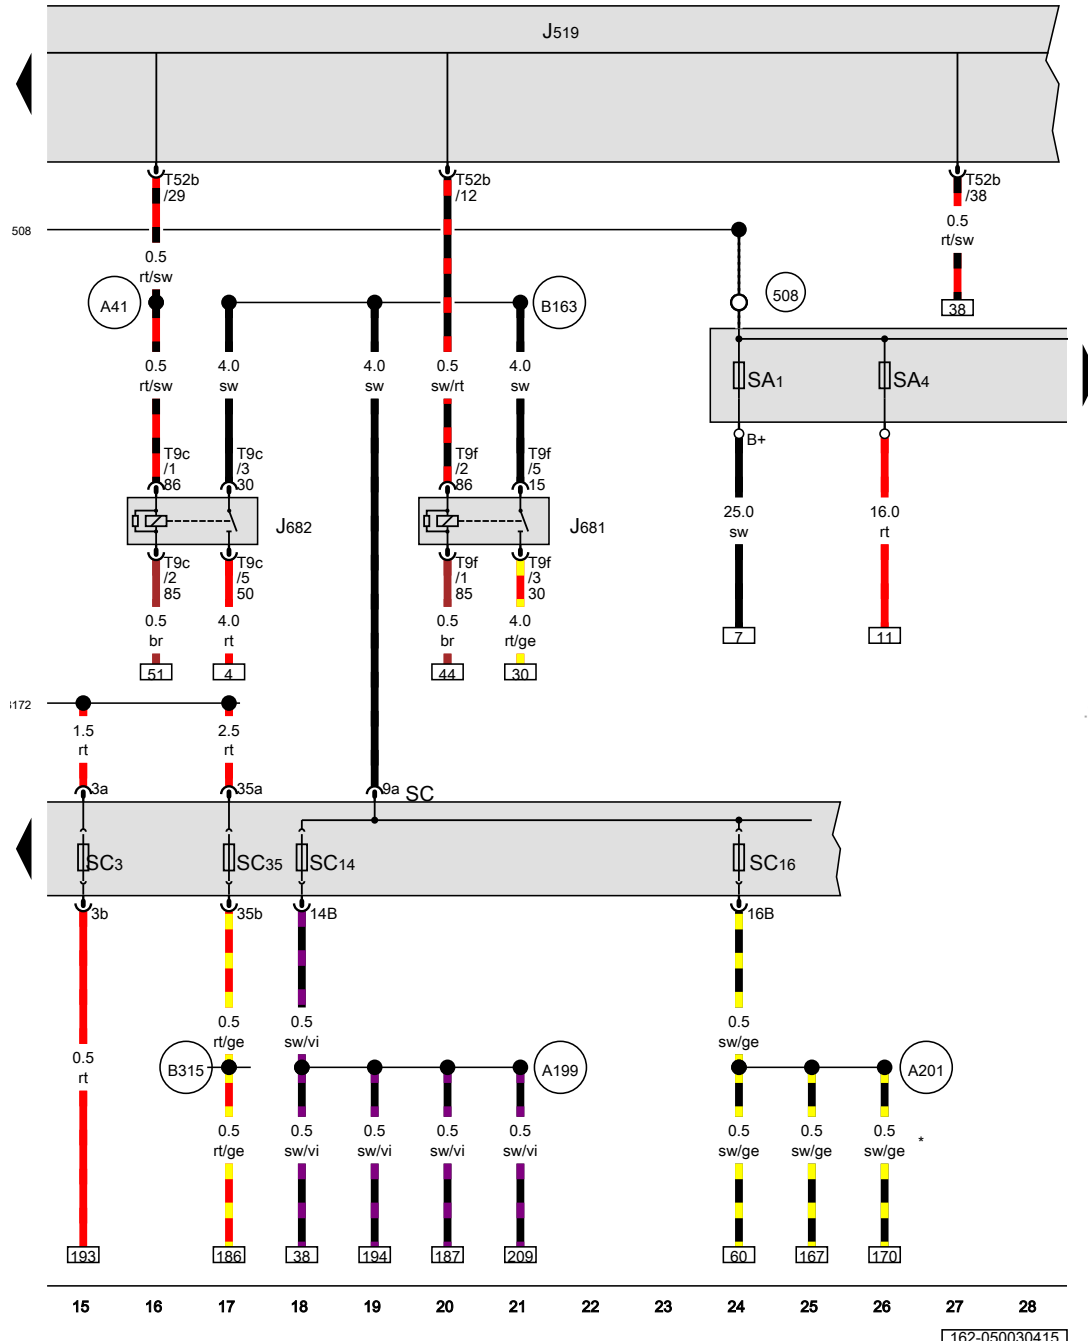 J519
T52b
/29
T52b
/12
T52b
/38
508
0.5
rt/sw
0.5
rt/sw
A41
B163
508
38
0.5
rt/sw
4.0
sw
4.0
sw
0.5
sw/rt
4.0
sw
SA1
SA4
B+
T9c
/1
86
T9c
/3
30
T9f
/2
86
T9f
/5
15
J682
J681
25.0
sw
16.0
rt
T9c
/2
85
T9c
/5
50
T9f
/1
85
T9f
/3
30
0.5
br
4.0
rt
0.5
br
4.0
rt/ge
7
11
51
4
44
30
172
1.5
rt
2.5
rt
3a
35a
9a
SC
SC3
SC35
SC14
SC16
3b
35b
14B
16B
0.5
rt/ge
0.5
sw/vi
0.5
sw/ge
0.5
rt
B315
A199
A201
0.5
rt/ge
0.5
sw/vi
0.5
sw/vi
0.5
sw/vi
0.5
sw/vi
0.5
sw/ge
0.5
sw/ge
0.5
sw/ge
*
193
186
38
194
187
209
60
167
170
15 16 17 18 19 20 21 22 23 24 25 26 27 28
162-050030415